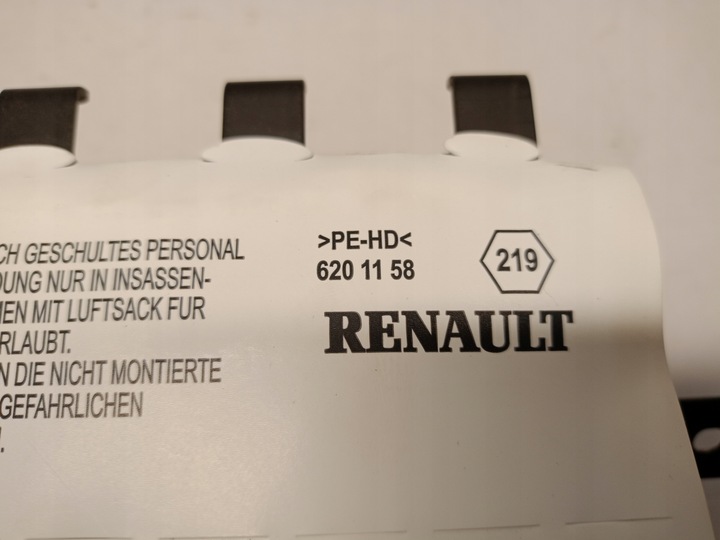 CH GESCHULTES PERSONAL
DUNG NUR IN INSASSEN-
EN MIT LUFTSACK FUR
RLAUBT.
N DIE NICHT MONTIERTE
GEFAHRLICHEN
>PE-HD<
620 11 58
219
RENAULT